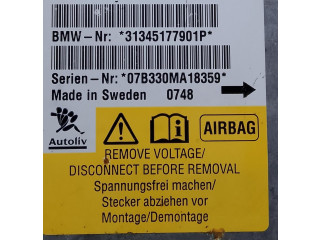 BMW-Nr: *31345177901P*
Serien-Nr: *07B330MA18359*
Made in Sweden 0748
Autoliv
AIRBAG
REMOVE VOLTAGE/
DISCONNECT BEFORE REMOVAL
Spannungsfrei machen/
Stecker abziehen vor
Montage/Demontage